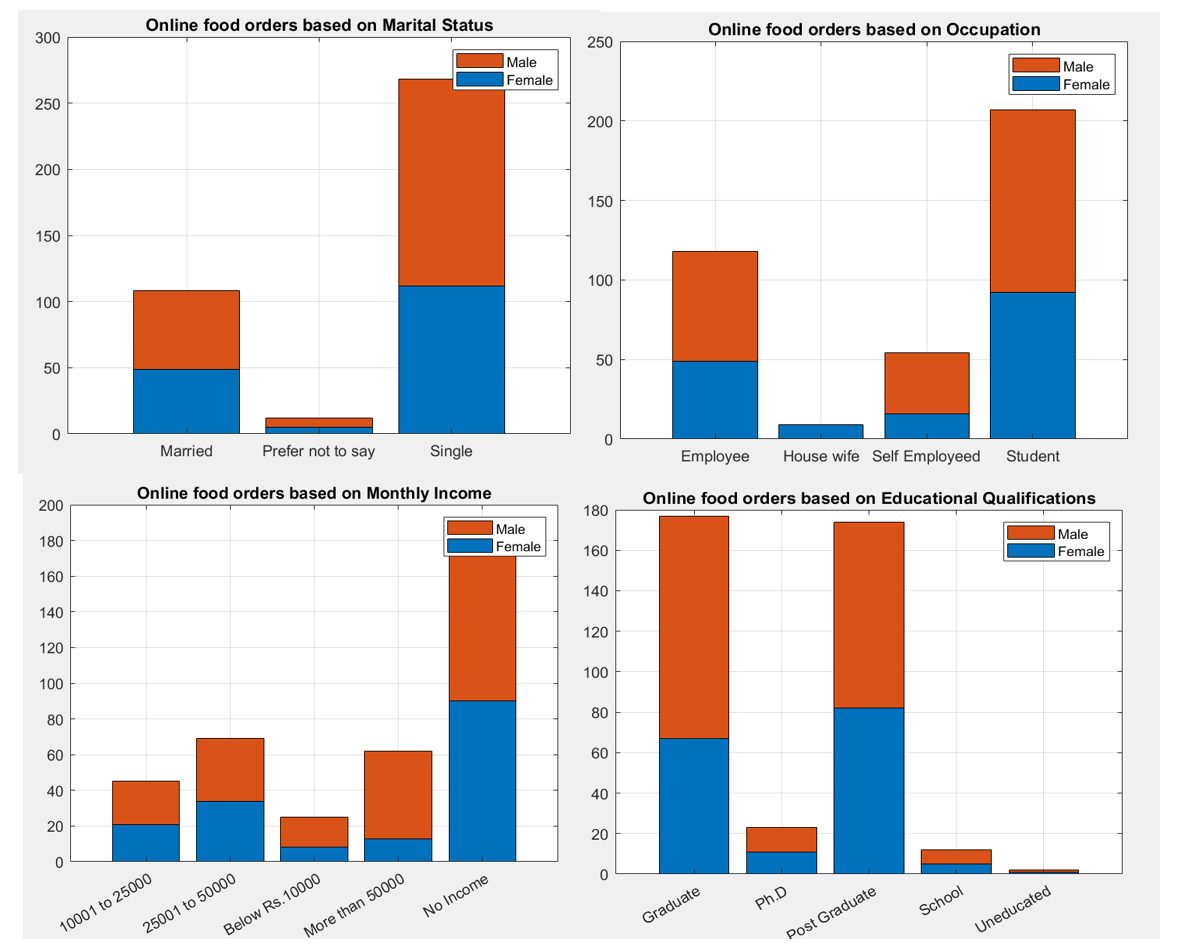 Online food orders based on Marital Status
300
250
200
150
100
50
0
Male
Female
Married
Prefer not to say
Single
Online food orders based on Occupation
250
200
150
100
50
0
Male
Female
Employee
House wife
Self Employeed
Student
Online food orders based on Monthly Income
200
180
160
140
120
100
80
60
40
20
0
Male
Female
10001 to 25000
25001 to 50000
Below Rs.10000
More than 50000
No Income
Online food orders based on Educational Qualifications
180
160
140
120
100
80
60
40
20
0
Male
Female
Graduate
Ph.D
Post Graduate
School
Uneducated